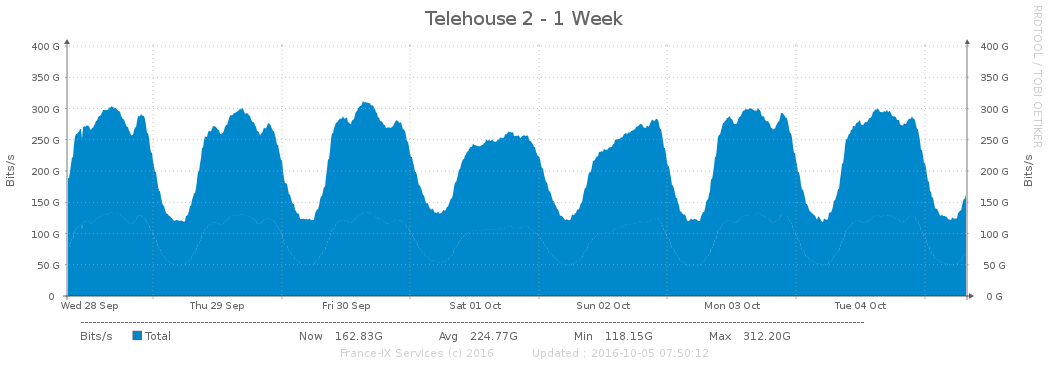 Telehouse 2 - 1 Week
RRDTOOL / TOBI OETIKER
Bits/s
400 G
350 G
300 G
250 G
200 G
150 G
100 G
50 G
0
400 G
350 G
300 G
250 G
200 G
150 G
100 G
50 G
0 G
Bits/s
Wed 28 Sep Thu 29 Sep Fri 30 Sep Sat 01 Oct Sun 02 Oct Mon 03 Oct Tue 04 Oct
Bits/s Total Now 162.83G Avg 224.77G Min 118.15G Max 312.20G
France-IX Services (c) 2016 Updated : 2016-10-05 07:50:12